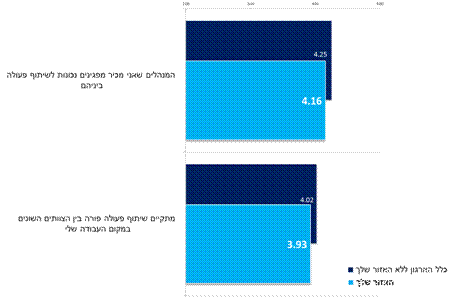 4.25
המנהלים שאני מכיר מפגינים נכונות לשיתוף פעולה
ביניהם
4.16
4.02
מתקיים שיתוף פעולה פורה בין הצוותים השונים
במקום העבודה שלי
3.93
כלל הארגון ללא האזור שלך
האזור שלך